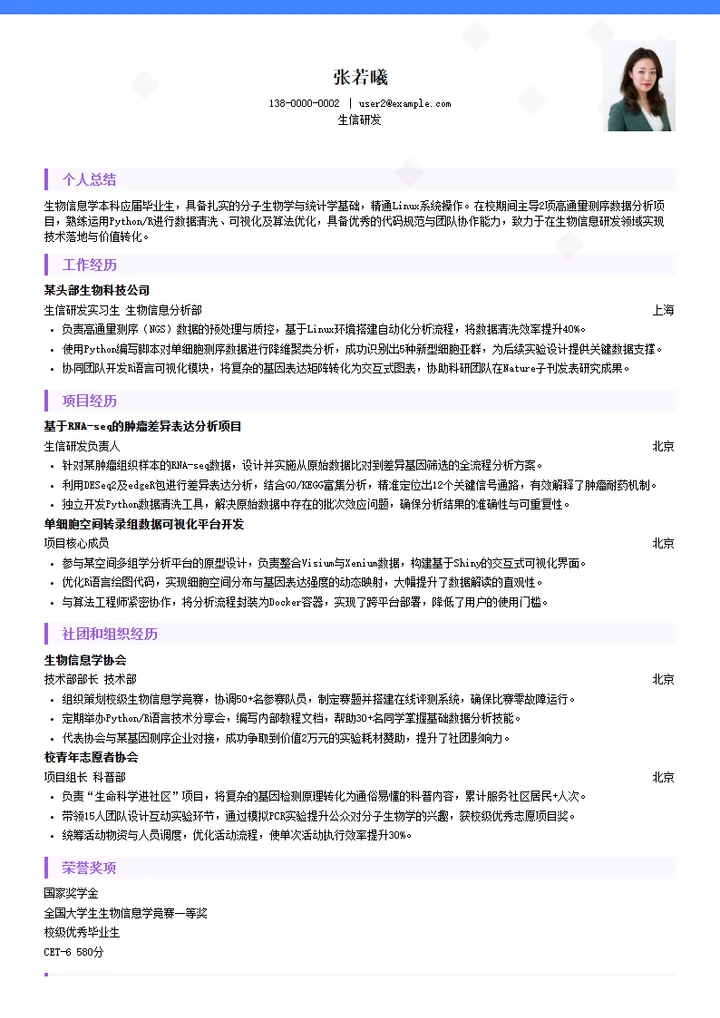 张若曦
138-0000-0002 | user2@example.com
生信研发
个人总结
生物信息学本科应届毕业生，具备扎实的分子生物学与统计学基础，精通Linux系统操作。在校期间主导2项高通量测序数据分析项
目，熟练运用Python/R进行数据清洗、可视化及算法优化，具备优秀的代码规范与团队协作能力，致力于在生物信息研发领域实现
技术落地与价值转化。
工作经历
某头部生物科技公司
生信研发实习生 生物信息分析部 上海
• 负责高通量测序（NGS）数据的预处理与质控，基于Linux环境搭建自动化分析流程，将数据清洗效率提升40%。
• 使用Python编写脚本对单细胞测序数据进行降维聚类分析，成功识别出5种新型细胞亚群，为后续实验设计提供关键数据支撑。
• 协同团队开发R语言可视化模块，将复杂的基因表达矩阵转化为交互式图表，协助科研团队在Nature子刊发表研究成果。
项目经历
基于RNA-seq的肿瘤差异表达分析项目
生信研发负责人 北京
• 针对某肿瘤组织样本的RNA-seq数据，设计并实施从原始数据比对到差异基因筛选的全流程分析方案。
• 利用DESeq2及edgeR包进行差异表达分析，结合GO/KEGG富集分析，精准定位出12个关键信号通路，有效解释了肿瘤耐药机制。
• 独立开发Python数据清洗工具，解决原始数据中存在的批次效应问题，确保分析结果的准确性与可重复性。
单细胞空间转录组数据可视化平台开发
项目核心成员 北京
• 参与某空间多组学分析平台的原型设计，负责整合Visium与Xenium数据，构建基于Shiny的交互式可视化界面。
• 优化R语言绘图代码，实现细胞空间分布与基因表达强度的动态映射，大幅提升了数据解读的直观性。
• 与算法工程师紧密协作，将分析流程封装为Docker容器，实现了跨平台部署，降低了用户的使用门槛。
社团和组织经历
生物信息学协会
技术部部长 技术部 北京
• 组织策划校级生物信息学竞赛，协调50+名参赛队员，制定赛题并搭建在线评测系统，确保比赛零故障运行。
• 定期举办Python/R语言技术分享会，编写内部教程文档，帮助30+名同学掌握基础数据分析技能。
• 代表协会与某基因测序企业对接，成功争取到价值2万元的实验耗材赞助，提升了社团影响力。
校青年志愿者协会
项目组长 科普部 北京
• 负责“生命科学进社区”项目，将复杂的基因检测原理转化为通俗易懂的科普内容，累计服务社区居民+人次。
• 带领15人团队设计互动实验环节，通过模拟PCR实验提升公众对分子生物学的兴趣，获校级优秀志愿项目奖。
• 统筹活动物资与人员调度，优化活动流程，使单次活动执行效率提升30%。
荣誉奖项
国家奖学金
全国大学生生物信息学竞赛一等奖
校级优秀毕业生
CET-6 580分